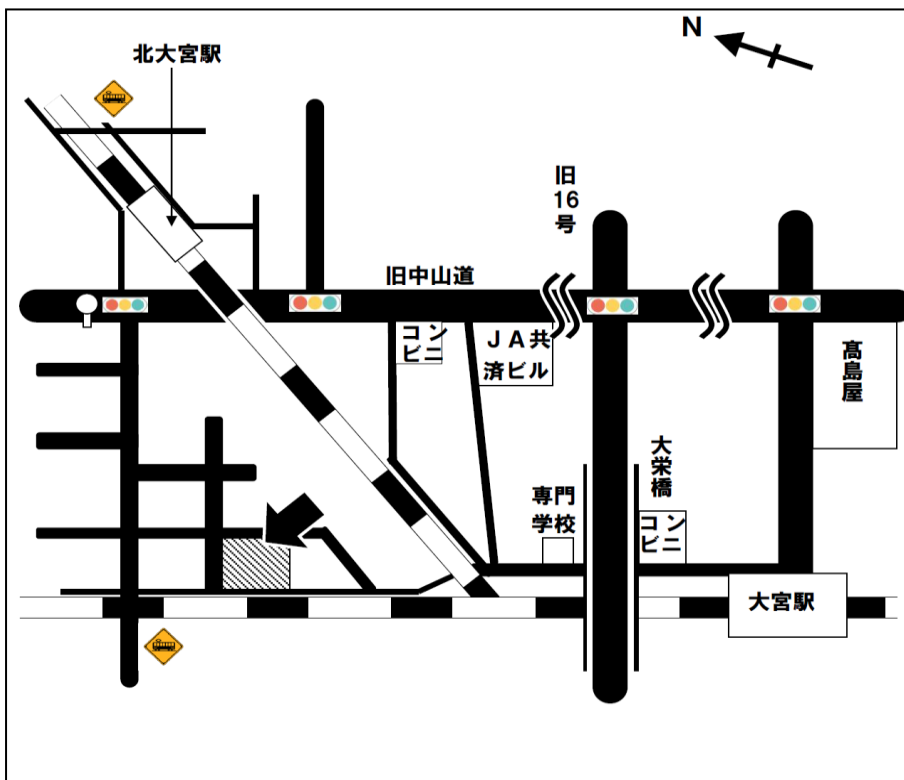 N
北大宮駅
旧
16
号
旧中山道
コン
ビニ
JA共
済ビル
髙
島
屋
大
栄
橋
専門
学校
コン
ビニ
大宮駅